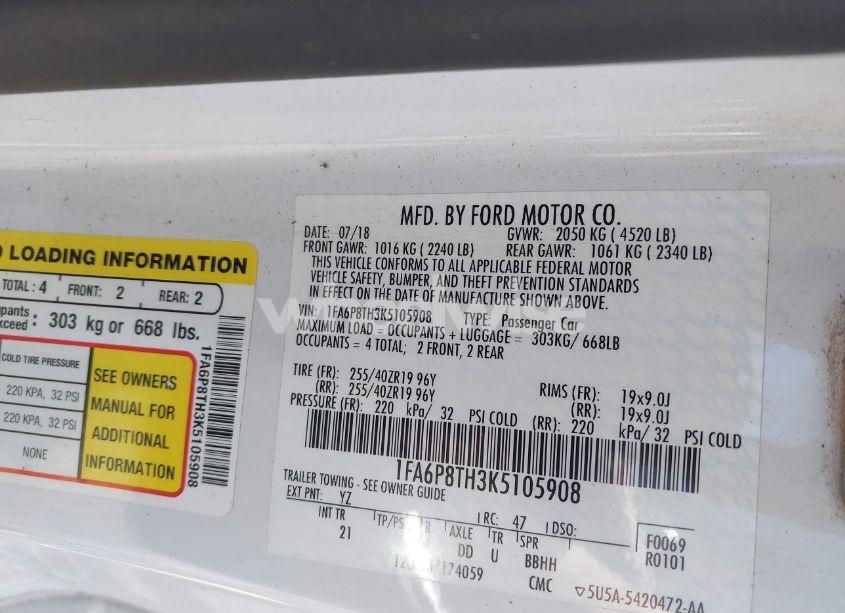 O LOADING INFORMATION
TOTAL: 4 FRONT: 2 REAR: 2
303 kg or 668 lbs.
COLD TIRE PRESSURE
220 KPA, 32 PSI
220 KPA, 32 PSI
NONE
SEE OWNERS
MANUAL FOR
ADDITIONAL
INFORMATION
1FA6P8TH3K5105908
MFD. BY FORD MOTOR CO.
DATE: 07/18 GVWR: 2050 KG ( 4520 LB)
FRONT GAWR: 1016 KG ( 2240 LB) REAR GAWR: 1061 KG ( 2340 LB)
THIS VEHICLE CONFORMS TO ALL APPLICABLE FEDERAL MOTOR
VEHICLE SAFETY, BUMPER, AND THEFT PREVENTION STANDARDS
IN EFFECT ON THE DATE OF MANUFACTURE SHOWN ABOVE.
VIN: 1FA6P8TH3K5105908 TYPE: Passenger Car
MAXIMUM LOAD = OCCUPANTS + LUGGAGE = 303KG/ 668LB
OCCUPANTS = 4 TOTAL; 2 FRONT, 2 REAR
TIRE (FR): 255/40ZR19 96Y RIMS (FR): 19x9.0J
(RR): 255/40ZR19 96Y (RR): 19x9.0J
PRESSURE (FR): 220 kPa/ 32 PSI COLD (RR): 220 kPa/ 32 PSI COLD
1FA6P8TH3K5105908
TRAILER TOWING - SEE OWNER GUIDE
EXT PNT: YZ RC: 47 DSO:
INT TR TP/PS R AXLE TR SPR
21 DD U BBHH
74059 CMC
F0069
R0101
5U5A-5420472-AA